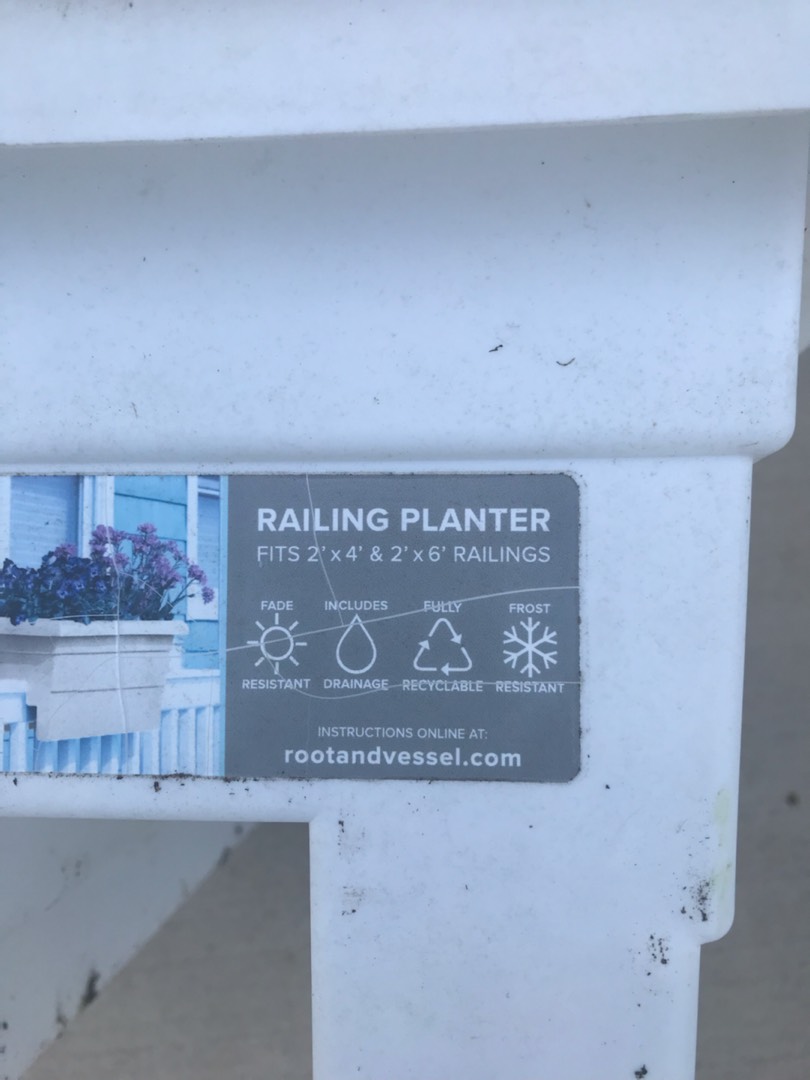 RAILING PLANTER
FITS 2' x 4' & 2' x 6' RAILINGS
FADE RESISTANT
INCLUDES DRAINAGE
FULLY RECYCLABLE
FROST RESISTANT
INSTRUCTIONS ONLINE AT:
rootandvessel.com